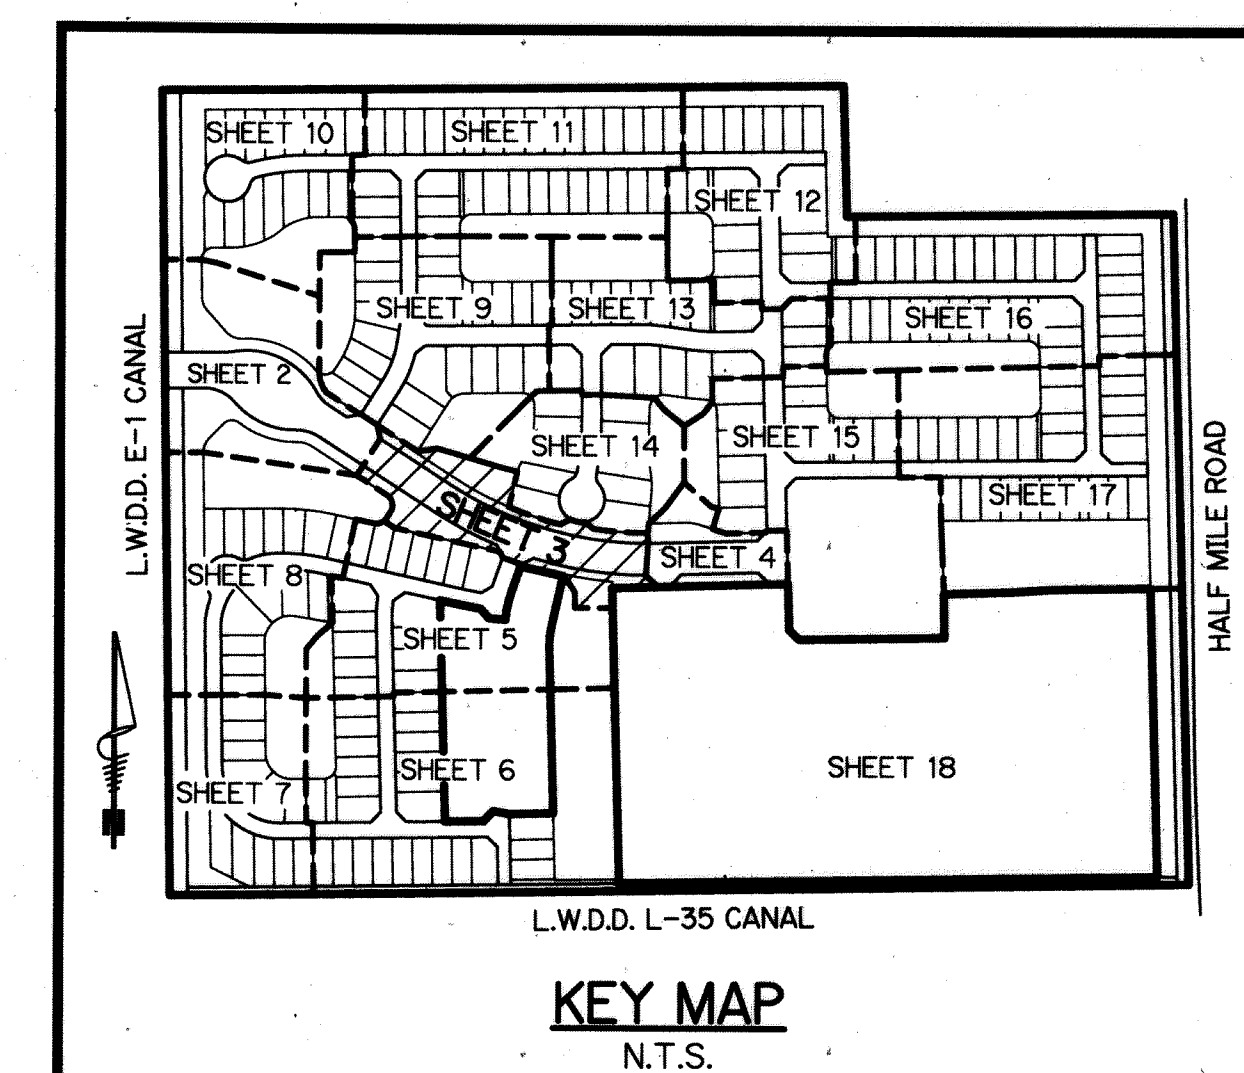 SHEET 10
SHEET 11
SHEET 12
SHEET 9
SHEET 13
SHEET 16
SHEET 2
L.W.D.D. E-1 CANAL
SHEET 14
SHEET 15
SHEET 17
HALF MILE ROAD
SHEET 3
SHEET 4
SHEET 8
SHEET 5
SHEET 6
SHEET 7
SHEET 18
L.W.D.D. L-35 CANAL
KEY MAP
N.T.S.